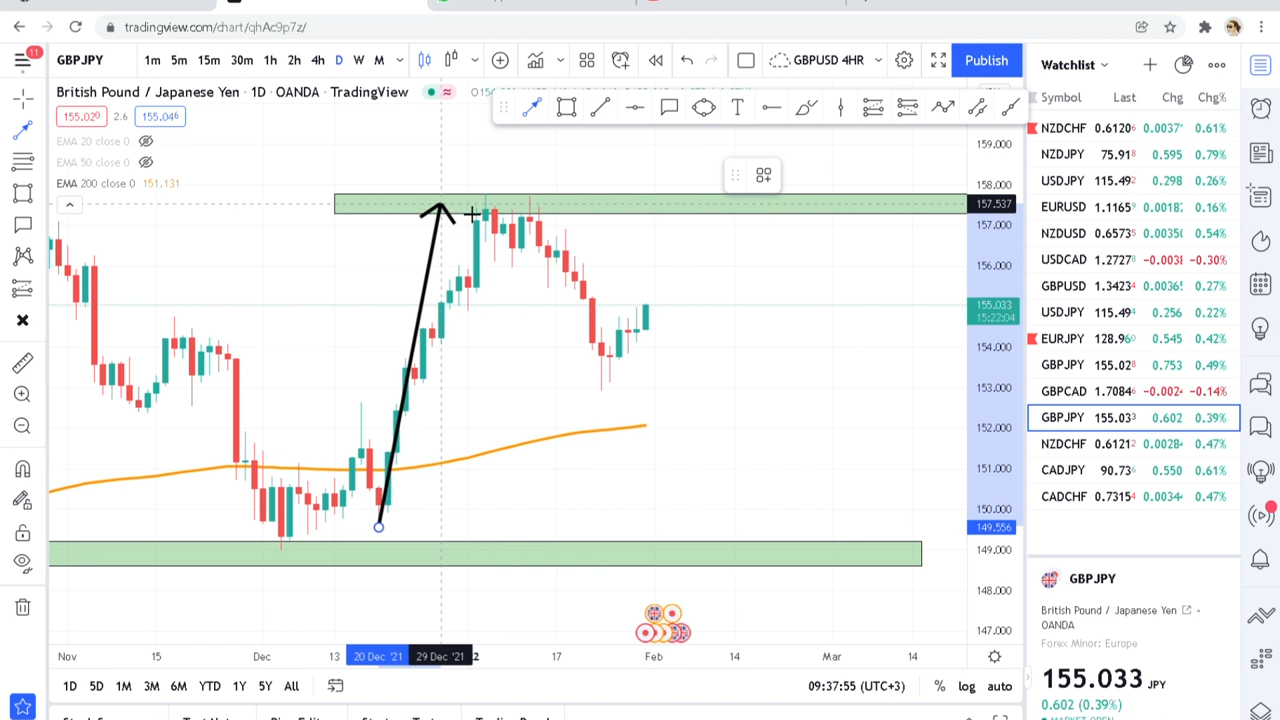 tradingview.com/chart/qhAc9p7z/
11
GBPJPY 1m 5m 15m 30m 1h 2h 4h D W M GBPUSD 4HR Publish
British Pound / Japanese Yen · 1D · OANDA · TradingView
155.020 2.6 155.046
EMA 20 close 0
EMA 50 close 0
EMA 200 close 0 151.131
159.000
158.000
157.537
157.000
156.000
155.033
15:22:04
154.000
153.000
152.000
151.000
150.000
149.556
149.000
148.000
147.000
Nov 15 Dec 13 20 Dec '21 29 Dec '21 2 17 Feb 14 Mar 14
1D 5D 1M 3M 6M YTD 1Y 5Y All 09:37:55 (UTC+3) % log auto
Watchlist
Symbol Last Chg Chg%
NZDCHF 0.6120 0.0037 0.61%
NZDJPY 75.918 0.595 0.79%
USDJPY 115.492 0.298 0.26%
EURUSD 1.1165 0.0018 0.16%
NZDUSD 0.6573 0.0035 0.54%
USDCAD 1.2727 -0.003 -0.30%
GBPUSD 1.3423 0.0036 0.27%
USDJPY 115.494 0.256 0.22%
EURJPY 128.960 0.545 0.42%
GBPJPY 155.028 0.753 0.49%
GBPCAD 1.7084 -0.002 -0.14%
GBPJPY 155.033 0.602 0.39%
NZDCHF 0.6121 0.0028 0.47%
CADJPY 90.736 0.550 0.61%
CADCHF 0.7315 0.0034 0.47%
GBPJPY
British Pound / Japanese Yen •
OANDA
Forex Minor: Europe
155.033 JPY
0.602 (0.39%)